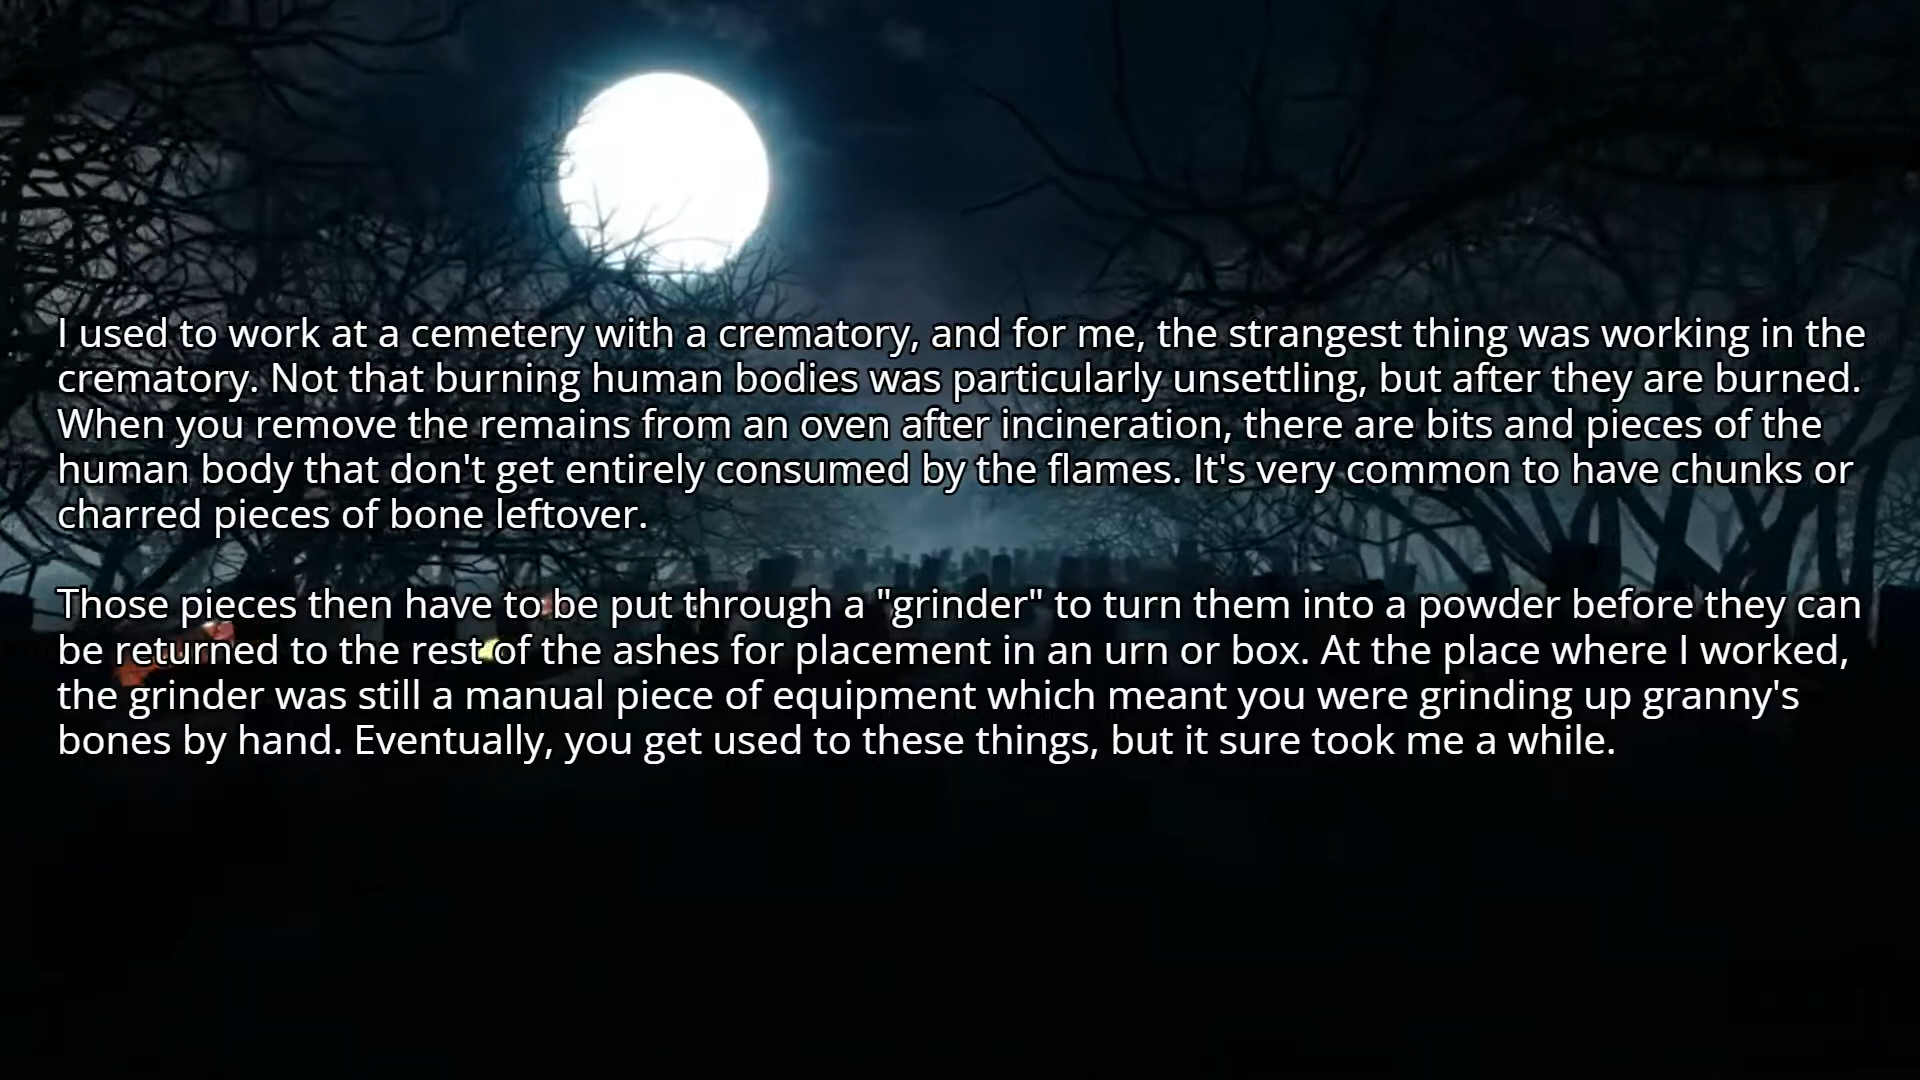 I used to work at a cemetery with a crematory, and for me, the strangest thing was working in the
crematory. Not that burning human bodies was particularly unsettling, but after they are burned.
When you remove the remains from an oven after incineration, there are bits and pieces of the
human body that don't get entirely consumed by the flames. It's very common to have chunks or
charred pieces of bone leftover.
Those pieces then have to be put through a "grinder" to turn them into a powder before they can
be returned to the rest of the ashes for placement in an urn or box. At the place where I worked,
the grinder was still a manual piece of equipment which meant you were grinding up granny's
bones by hand. Eventually, you get used to these things, but it sure took me a while.